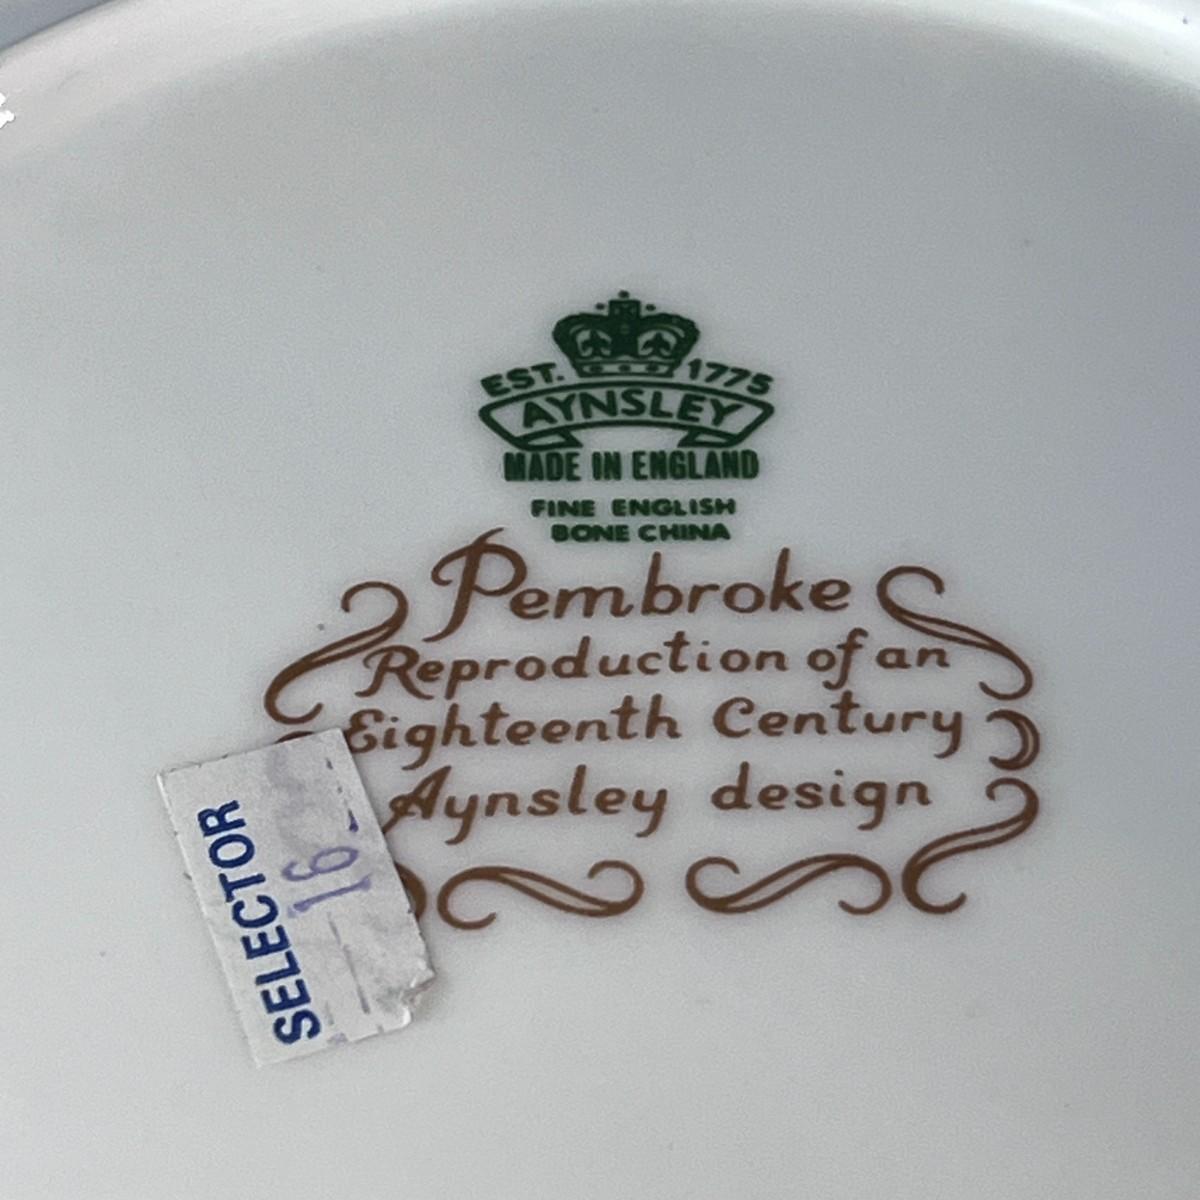 EST. 1775
AYNSLEY
MADE IN ENGLAND
FINE ENGLISH
BONE CHINA
Pembroke
Reproduction of an
Eighteenth Century
Aynsley design
SELECTOR
16